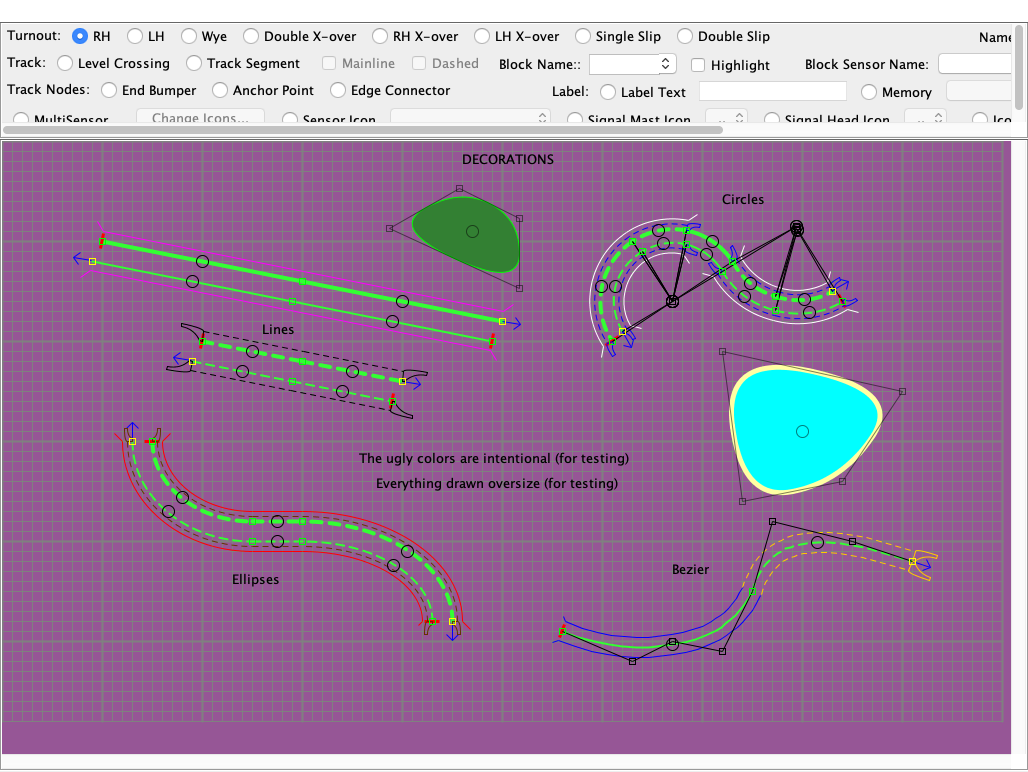 Turnout: RH LH Wye Double X-over RH X-over LH X-over Single Slip Double Slip Name
Track: Level Crossing Track Segment Mainline Dashed Block Name:: Highlight Block Sensor Name:
Track Nodes: End Bumper Anchor Point Edge Connector Label: Label Text Memory
MultiSensor Change Icons... Sensor Icon Signal Mast Icon Signal Head Icon Ico
DECORATIONS
Circles
Lines
The ugly colors are intentional (for testing)
Everything drawn oversize (for testing)
Bezier
Ellipses